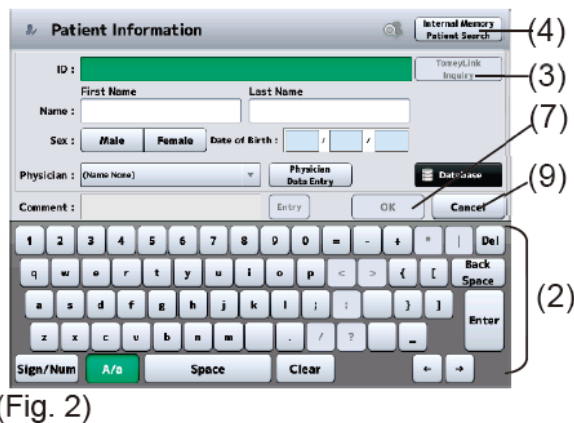 Patient Information
Internal Memory
Patient Search
(4)
ID :
TomeyLink
Inquiry
(3)
First Name Last Name
Name :
(7)
Sex : Male Female Date of Birth : / /
Physician : (Name None) Physician
Data Entry
Database
(9)
Comment : Entry OK Cancel
1 2 3 4 5 6 7 8 9 0 = - + * | Del
q w e r t y u i o p < > { [ Back
Space
a s d f g h j k l ; : } ] Enter
(2)
z x c v b n m . / ? _
Sign/Num A/a Space Clear ← →
(Fig. 2)